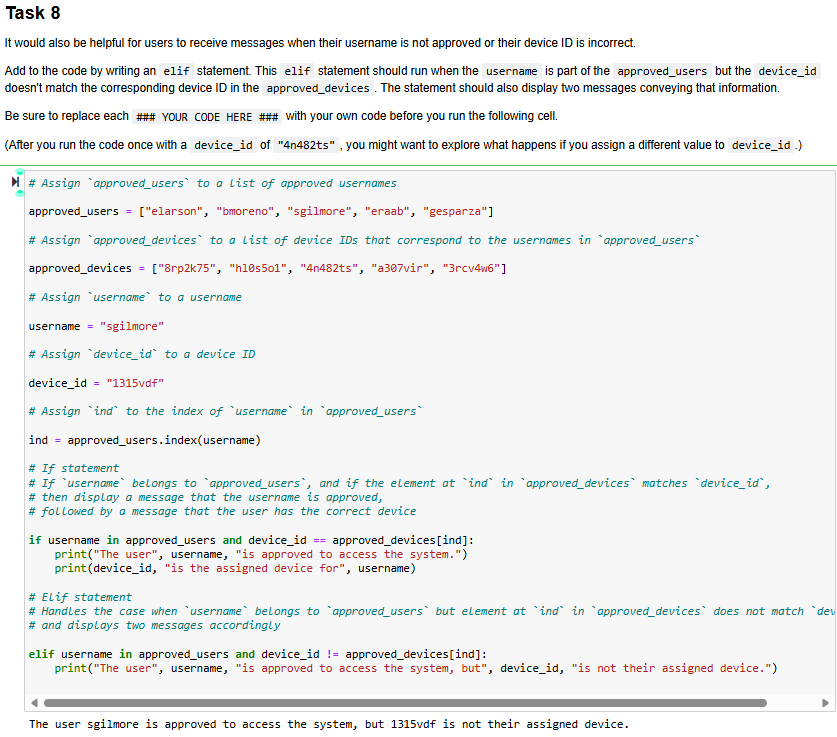 Task 8
It would also be helpful for users to receive messages when their username is not approved or their device ID is incorrect.
Add to the code by writing an elif statement. This elif statement should run when the username is part of the approved_users but the device_id
doesn't match the corresponding device ID in the approved_devices . The statement should also display two messages conveying that information.
Be sure to replace each ### YOUR CODE HERE ### with your own code before you run the following cell.
(After you run the code once with a device_id of "4n482ts" , you might want to explore what happens if you assign a different value to device_id .)
# Assign `approved_users` to a list of approved usernames
approved_users = ["elarson", "bmoreno", "sgilmore", "eraab", "gesparza"]
# Assign `approved_devices` to a list of device IDs that correspond to the usernames in `approved_users`
approved_devices = ["8rp2k75", "hl0s5o1", "4n482ts", "a307vir", "3rcv4w6"]
# Assign `username` to a username
username = "sgilmore"
# Assign `device_id` to a device ID
device_id = "1315vdf"
# Assign `ind` to the index of `username` in `approved_users`
ind = approved_users.index(username)
# If statement
# If `username` belongs to `approved_users`, and if the element at `ind` in `approved_devices` matches `device_id`,
# then display a message that the username is approved,
# followed by a message that the user has the correct device
if username in approved_users and device_id == approved_devices[ind]:
    print("The user", username, "is approved to access the system.")
    print(device_id, "is the assigned device for", username)
# Elif statement
# Handles the case when `username` belongs to `approved_users` but element at `ind` in `approved_devices` does not match `dev
# and displays two messages accordingly
elif username in approved_users and device_id != approved_devices[ind]:
    print("The user", username, "is approved to access the system, but", device_id, "is not their assigned device.")
The user sgilmore is approved to access the system, but 1315vdf is not their assigned device.